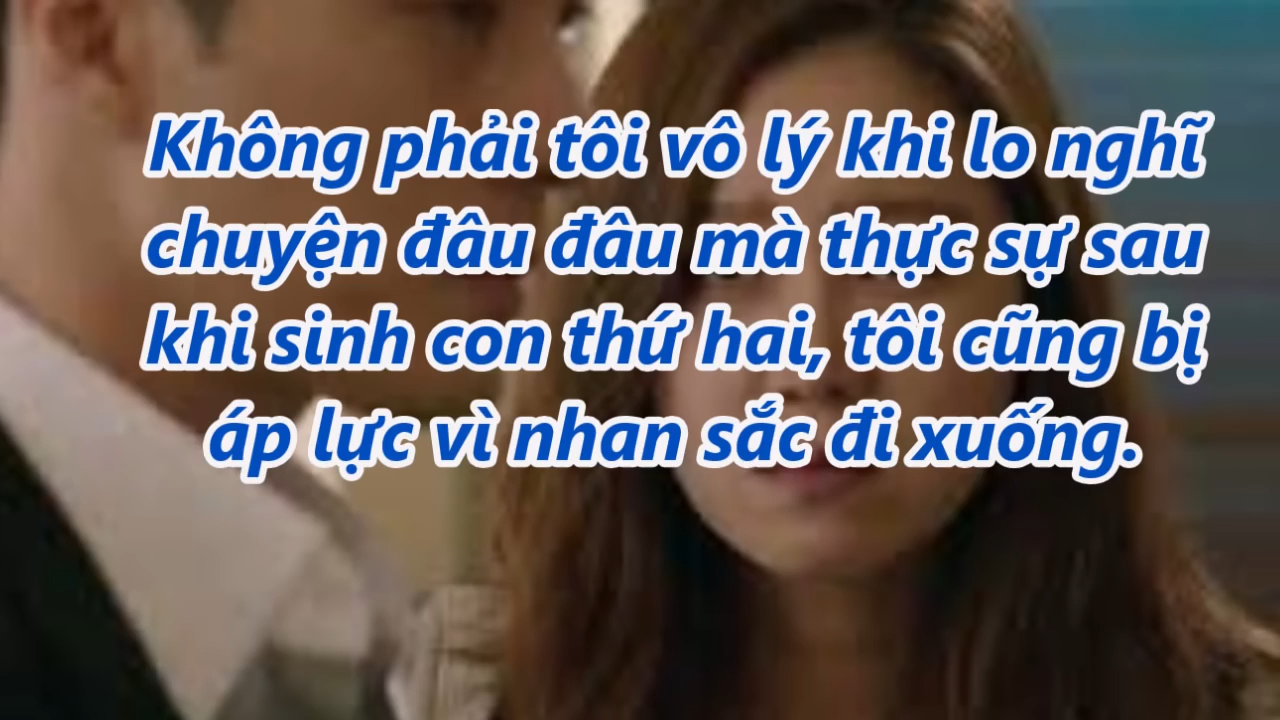 Không phải tôi vô lý khi lo nghĩ
chuyện đâu đâu mà thực sự sau
khi sinh con thứ hai, tôi cũng bị
áp lực vì nhan sắc đi xuống.